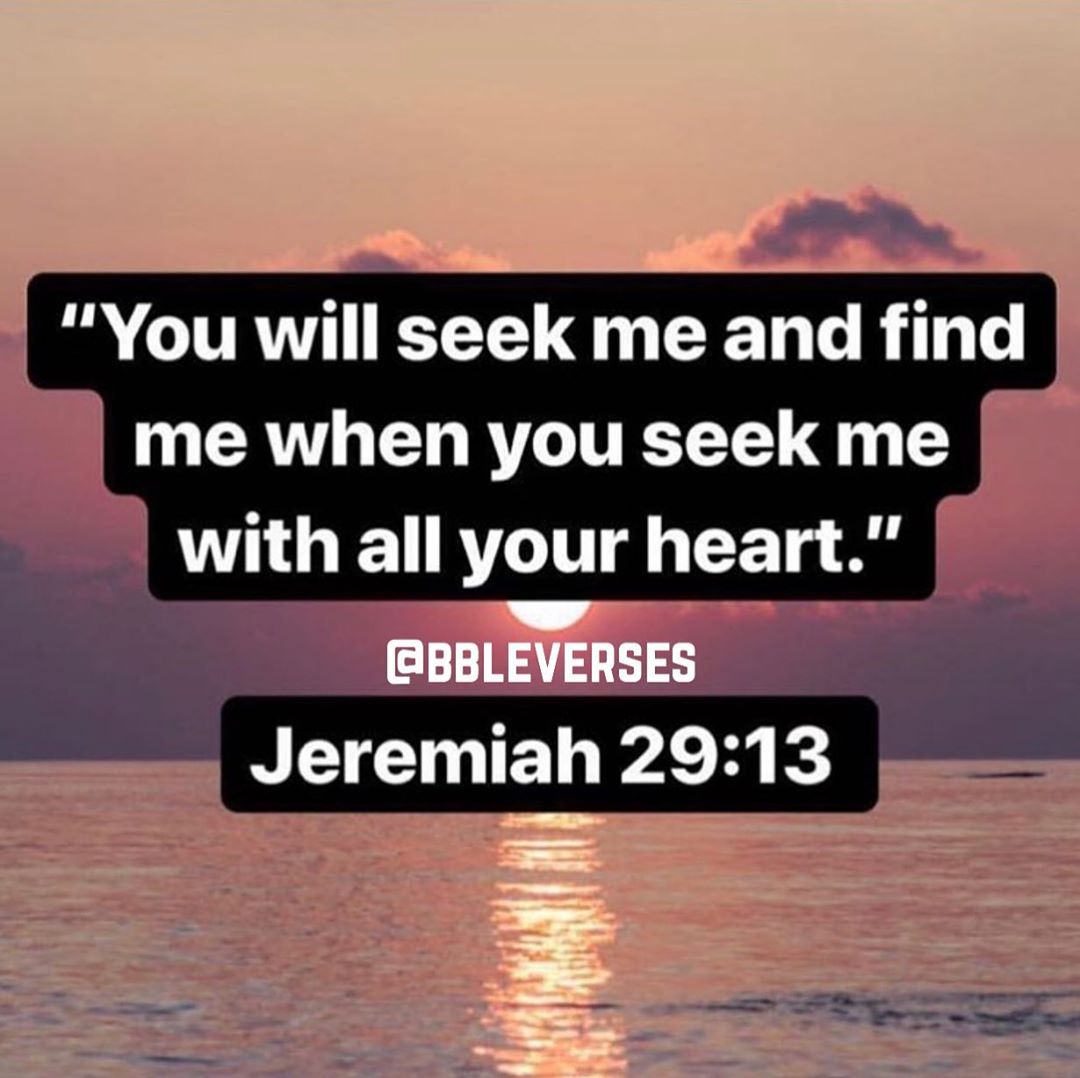 "You will seek me and find
me when you seek me
with all your heart."
@BBLEVERSES
Jeremiah 29:13